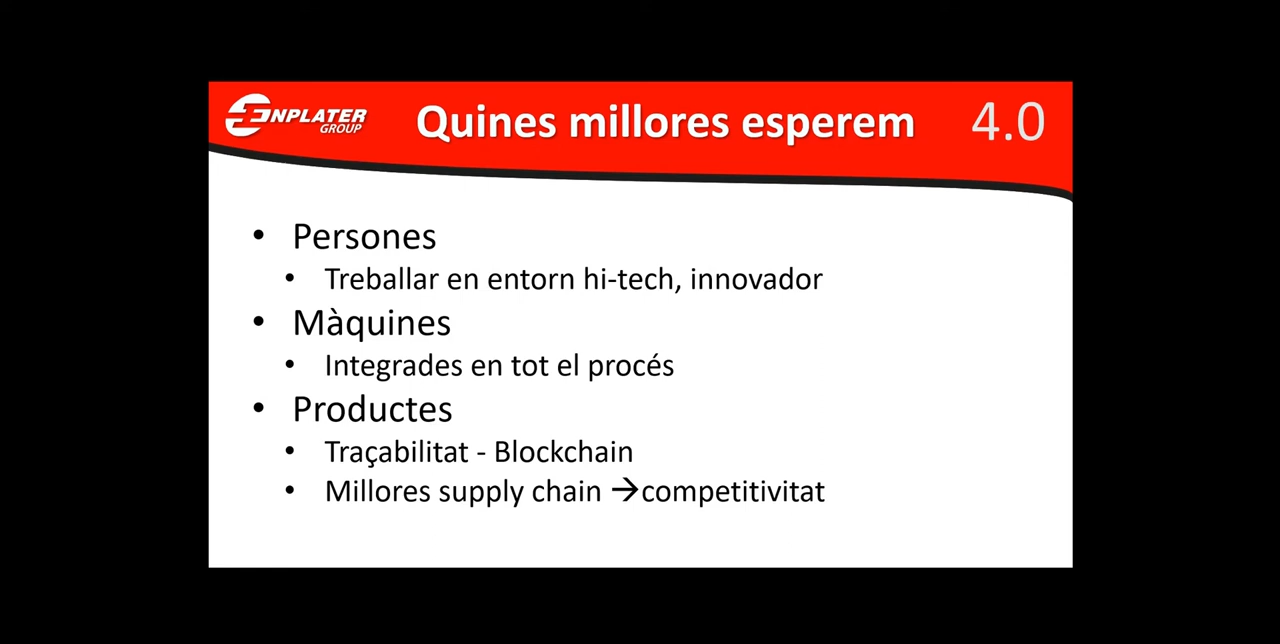 ENPLATER
GROUP
Quines millores esperem
4.0
• Persones
• Treballar en entorn hi-tech, innovador
• Màquines
• Integrades en tot el procés
• Productes
• Traçabilitat - Blockchain
• Millores supply chain →competitivitat